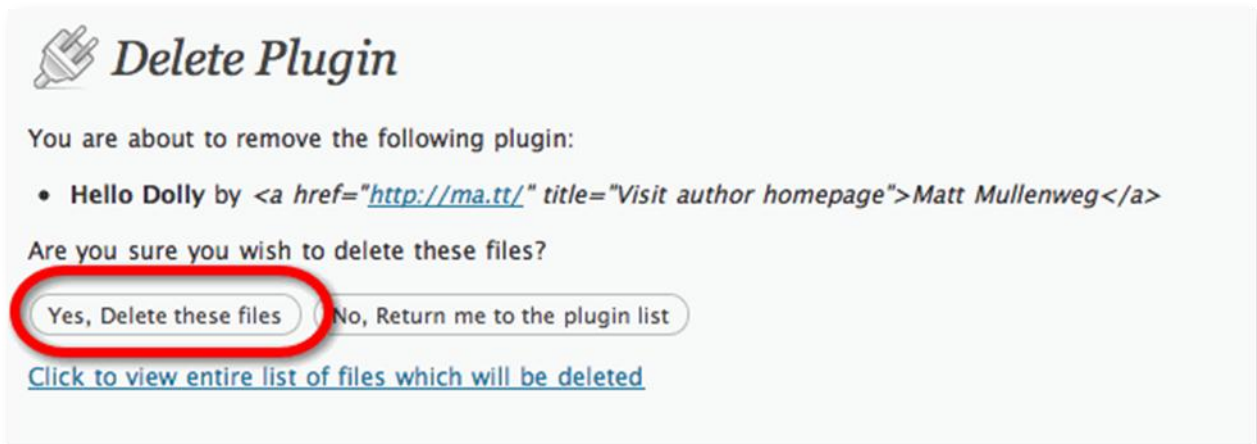 Delete Plugin
You are about to remove the following plugin:
• Hello Dolly by <a href="http://ma.tt/" title="Visit author homepage">Matt Mullenweg</a>
Are you sure you wish to delete these files?
Yes, Delete these files No, Return me to the plugin list
Click to view entire list of files which will be deleted